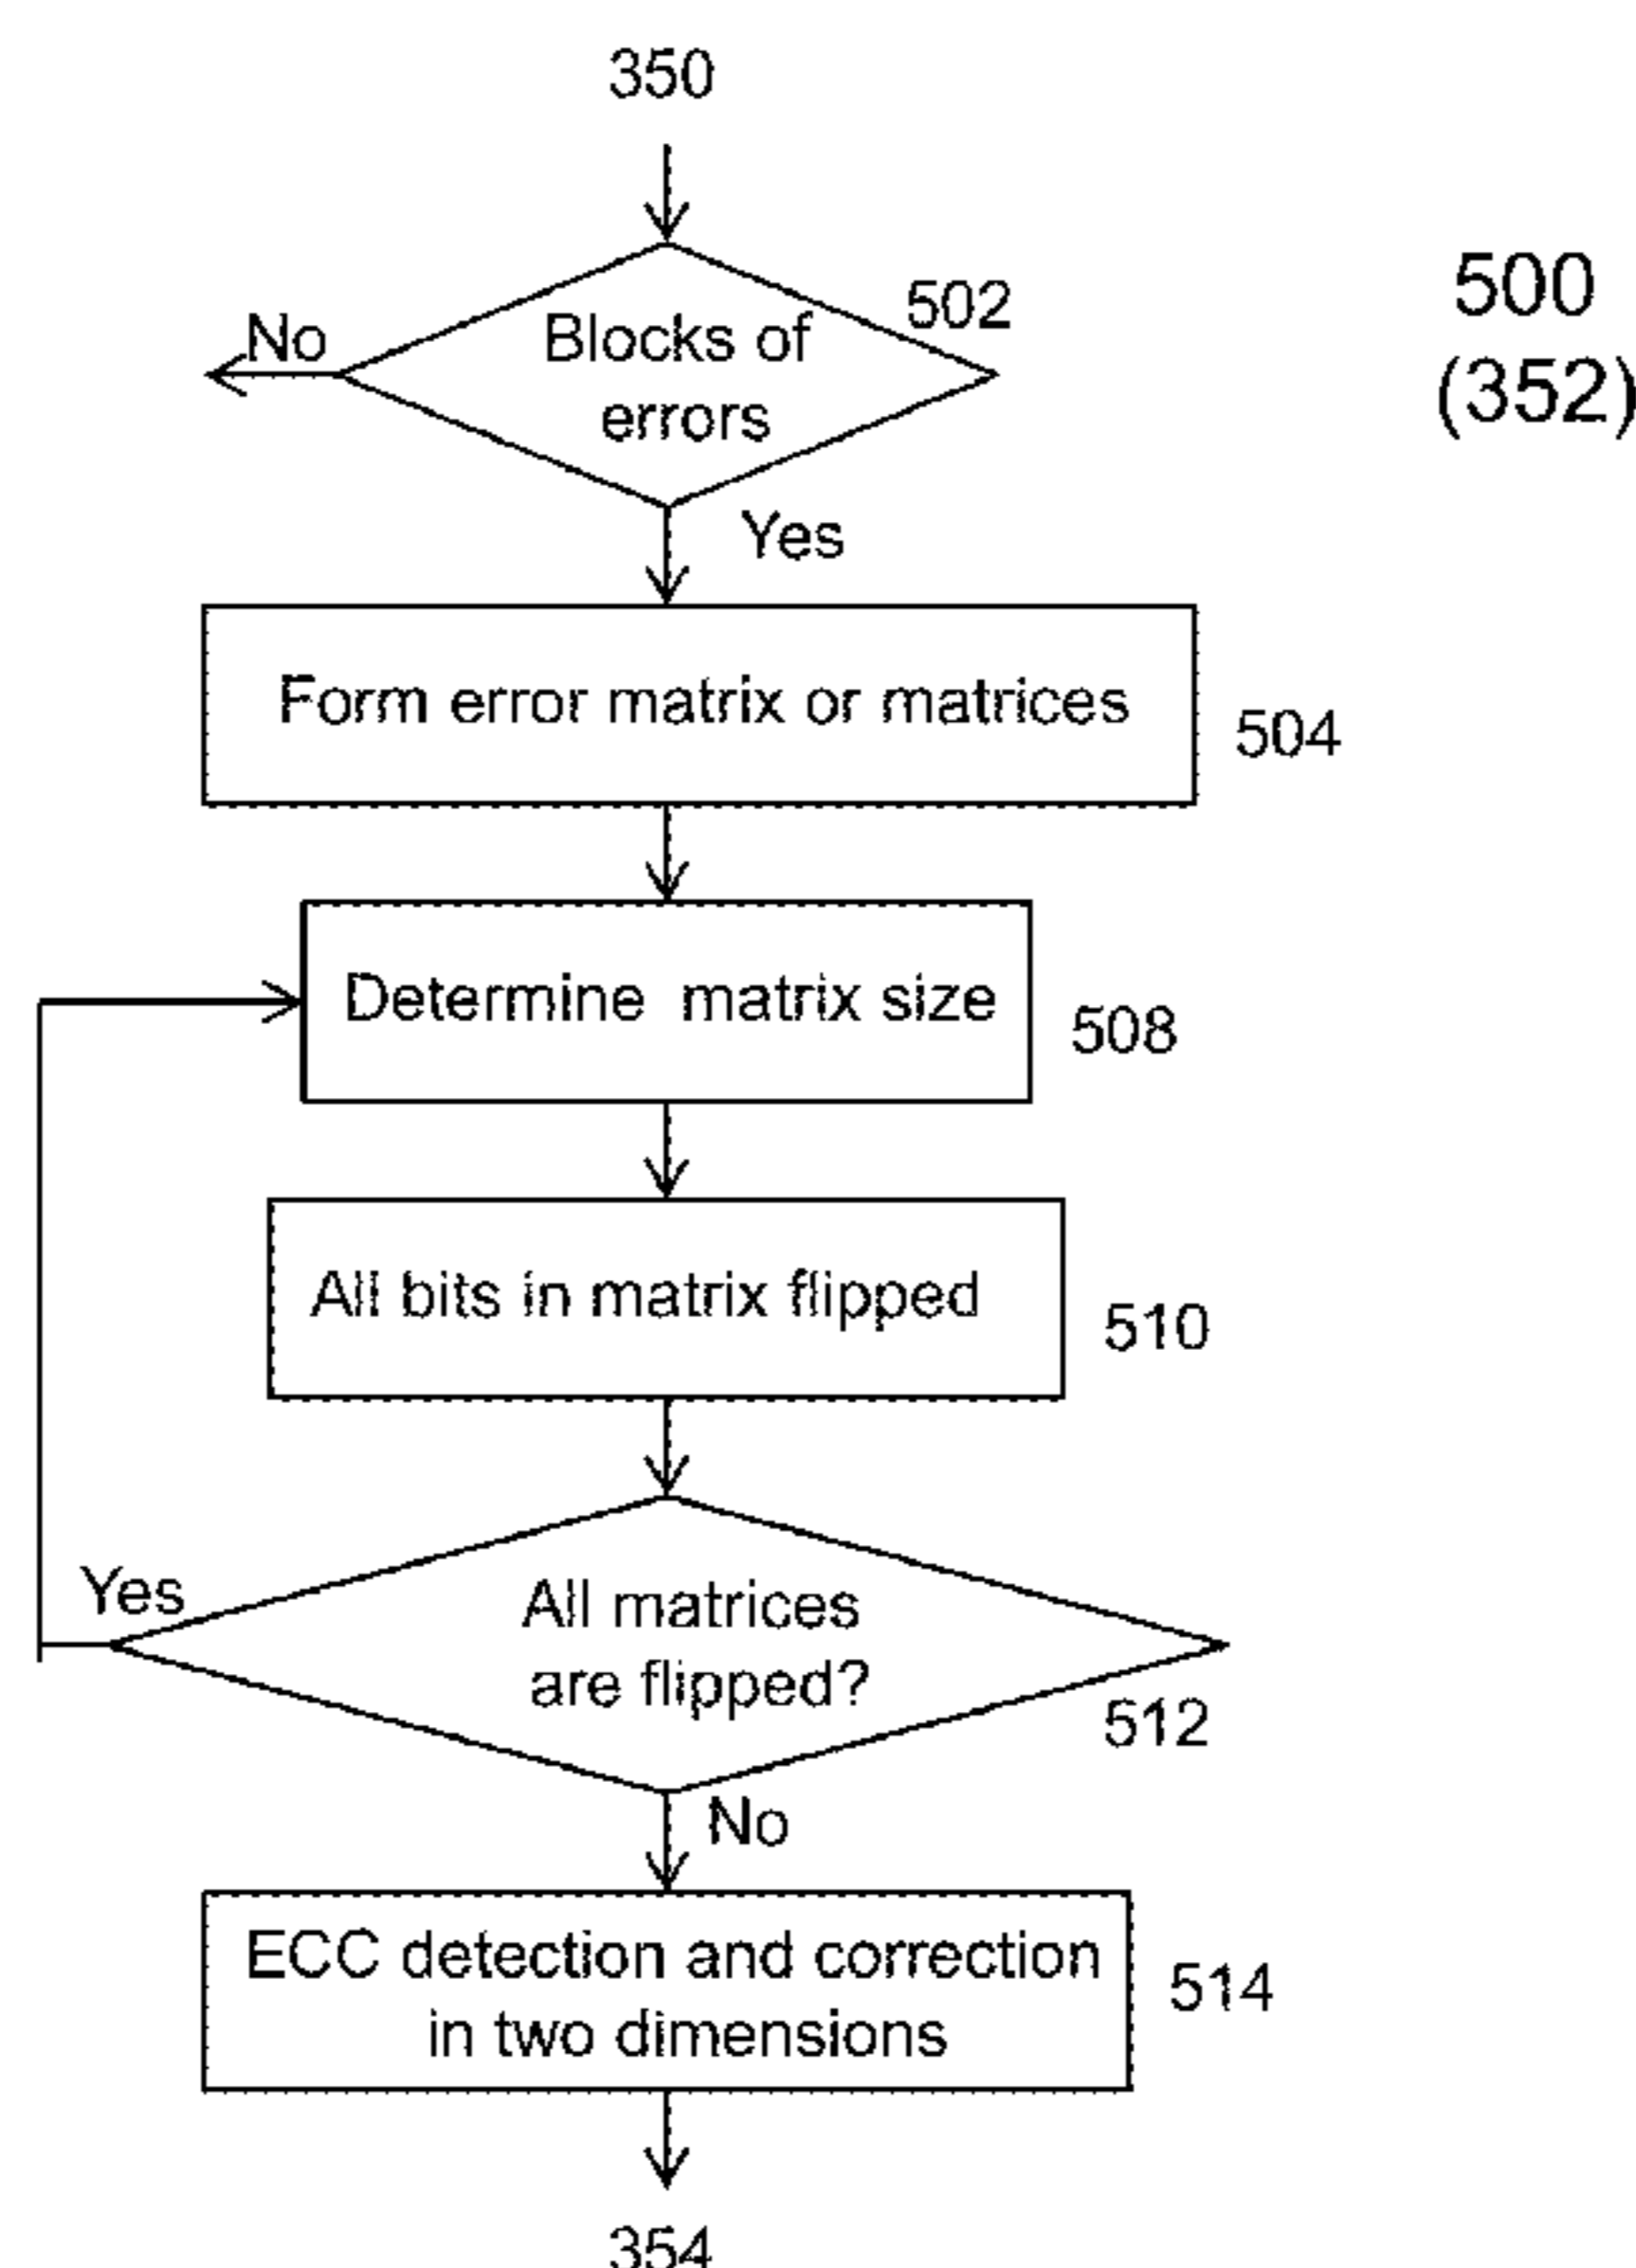 350
502
500
(352)
No
Blocks of
errors
Yes
Form error matrix or matrices
504
Determine matrix size
508
All bits in matrix flipped
510
Yes
All matrices
are flipped?
512
No
ECC detection and correction
in two dimensions
514
354